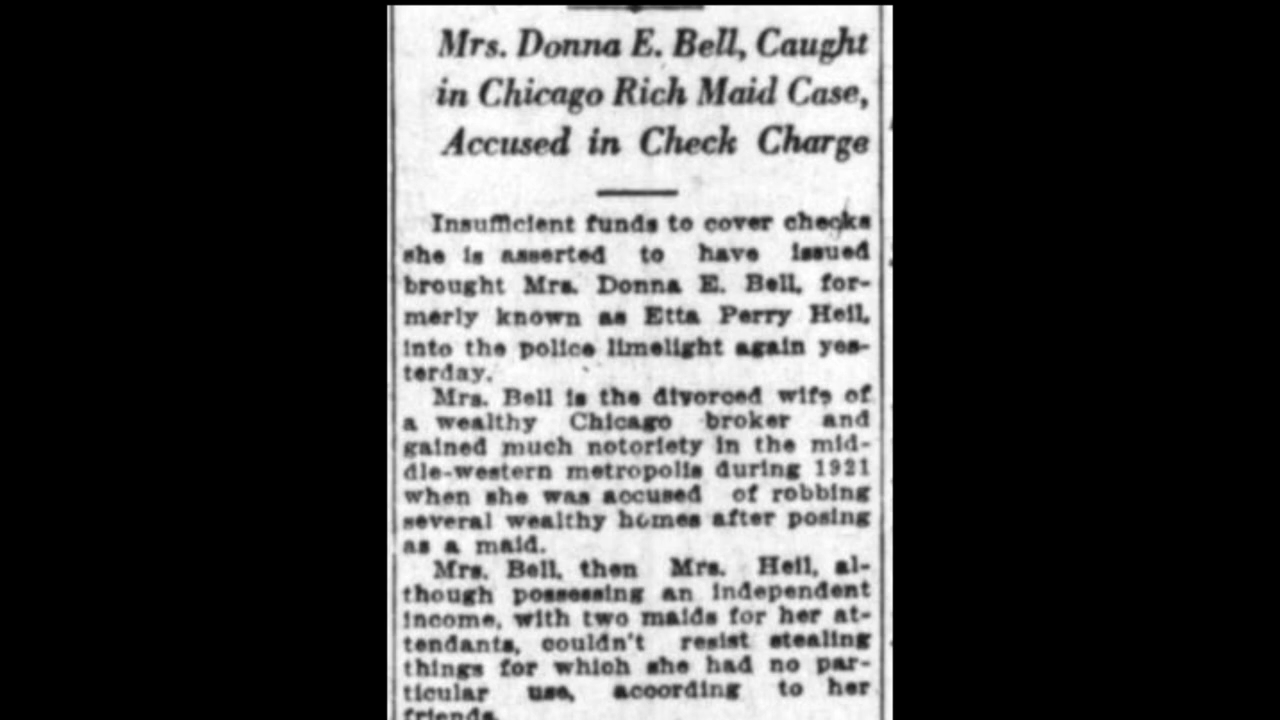 Mrs. Donna E. Bell, Caught
in Chicago Rich Maid Case,
Accused in Check Charge
Insufficient funds to cover checks
she is asserted to have issued
brought Mrs. Donna E. Bell, for-
merly known as Etta Perry Heil,
into the police limelight again yes-
terday.
Mrs. Bell is the divorced wife of
a wealthy Chicago broker and
gained much notoriety in the mid-
dle-western metropolis during 1921
when she was accused of robbing
several wealthy homes after posing
as a maid.
Mrs. Bell, then Mrs. Heil, al-
though possessing an independent
income, with two maids for her at-
tendants, couldn't resist stealing
things for which she had no par-
ticular use, acoording to her
friends.